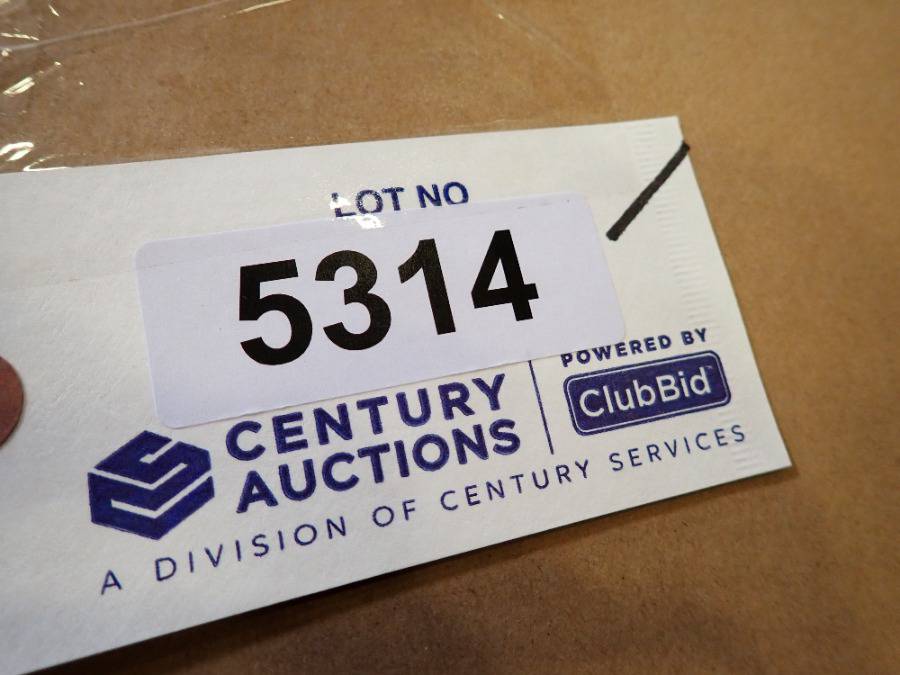 LOT NO
5314
CENTURY
AUCTIONS
POWERED BY
ClubBid™
A DIVISION OF CENTURY SERVICES